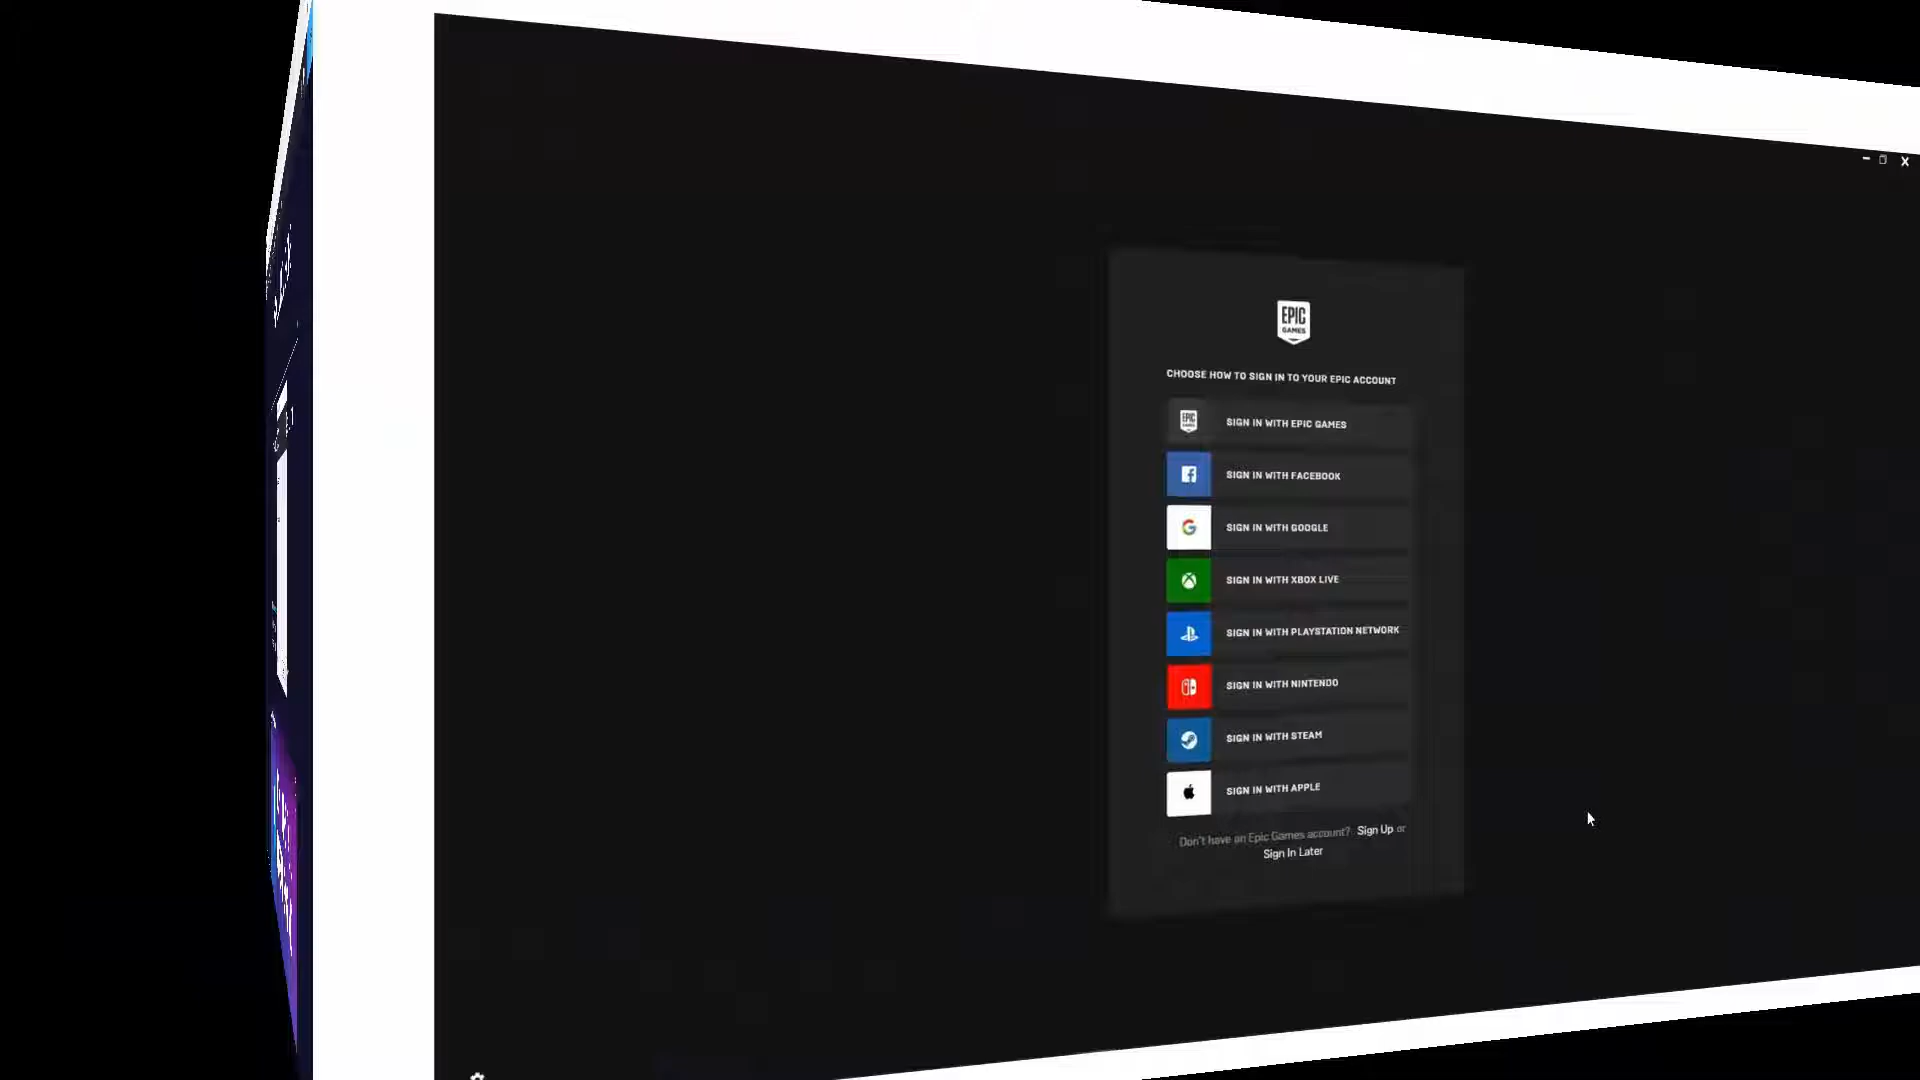 EPIC
GAMES
CHOOSE HOW TO SIGN IN TO YOUR EPIC ACCOUNT
EPIC
GAMES
SIGN IN WITH EPIC GAMES
SIGN IN WITH FACEBOOK
SIGN IN WITH GOOGLE
SIGN IN WITH XBOX LIVE
SIGN IN WITH PLAYSTATION NETWORK
SIGN IN WITH NINTENDO
SIGN IN WITH STEAM
SIGN IN WITH APPLE
Don't have an Epic Games account? Sign Up or
Sign In Later